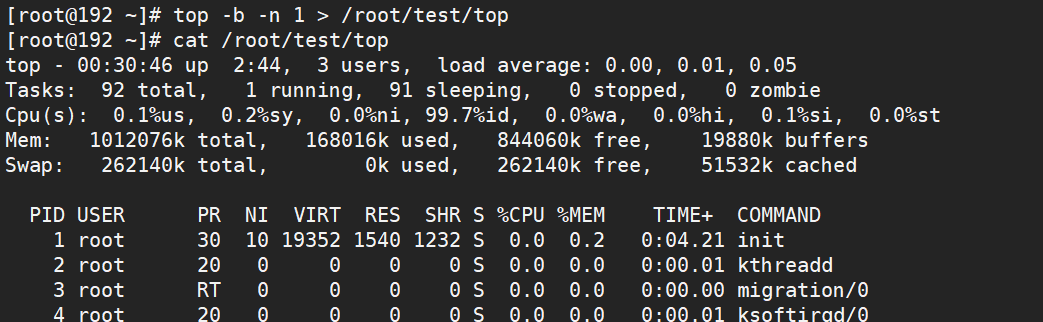 [root@192 ~]# top -b -n 1 > /root/test/top
[root@192 ~]# cat /root/test/top
top - 00:30:46 up  2:44,  3 users,  load average: 0.00, 0.01, 0.05
Tasks:  92 total,   1 running,  91 sleeping,   0 stopped,   0 zombie
Cpu(s):  0.1%us,  0.2%sy,  0.0%ni, 99.7%id,  0.0%wa,  0.0%hi,  0.1%si,  0.0%st
Mem:   1012076k total,   168016k used,   844060k free,    19880k buffers
Swap:   262140k total,        0k used,   262140k free,    51532k cached
  PID USER      PR  NI  VIRT  RES  SHR S %CPU %MEM    TIME+  COMMAND
    1 root      30  10 19352 1540 1232 S  0.0  0.2   0:04.21 init
    2 root      20   0     0    0    0 S  0.0  0.0   0:00.01 kthreadd
    3 root      RT   0     0    0    0 S  0.0  0.0   0:00.00 migration/0
    4 root      20   0     0    0    0 S  0.0  0.0   0:00.01 ksoftirqd/0